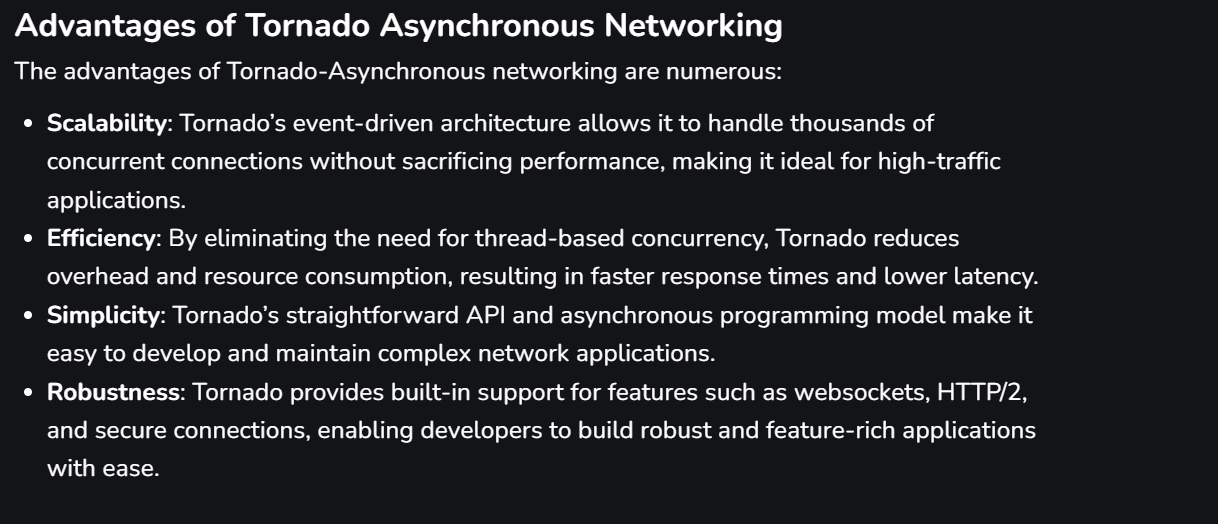 Advantages of Tornado Asynchronous Networking
The advantages of Tornado-Asynchronous networking are numerous:
• Scalability: Tornado’s event-driven architecture allows it to handle thousands of
concurrent connections without sacrificing performance, making it ideal for high-traffic
applications.
• Efficiency: By eliminating the need for thread-based concurrency, Tornado reduces
overhead and resource consumption, resulting in faster response times and lower latency.
• Simplicity: Tornado’s straightforward API and asynchronous programming model make it
easy to develop and maintain complex network applications.
• Robustness: Tornado provides built-in support for features such as websockets, HTTP/2,
and secure connections, enabling developers to build robust and feature-rich applications
with ease.